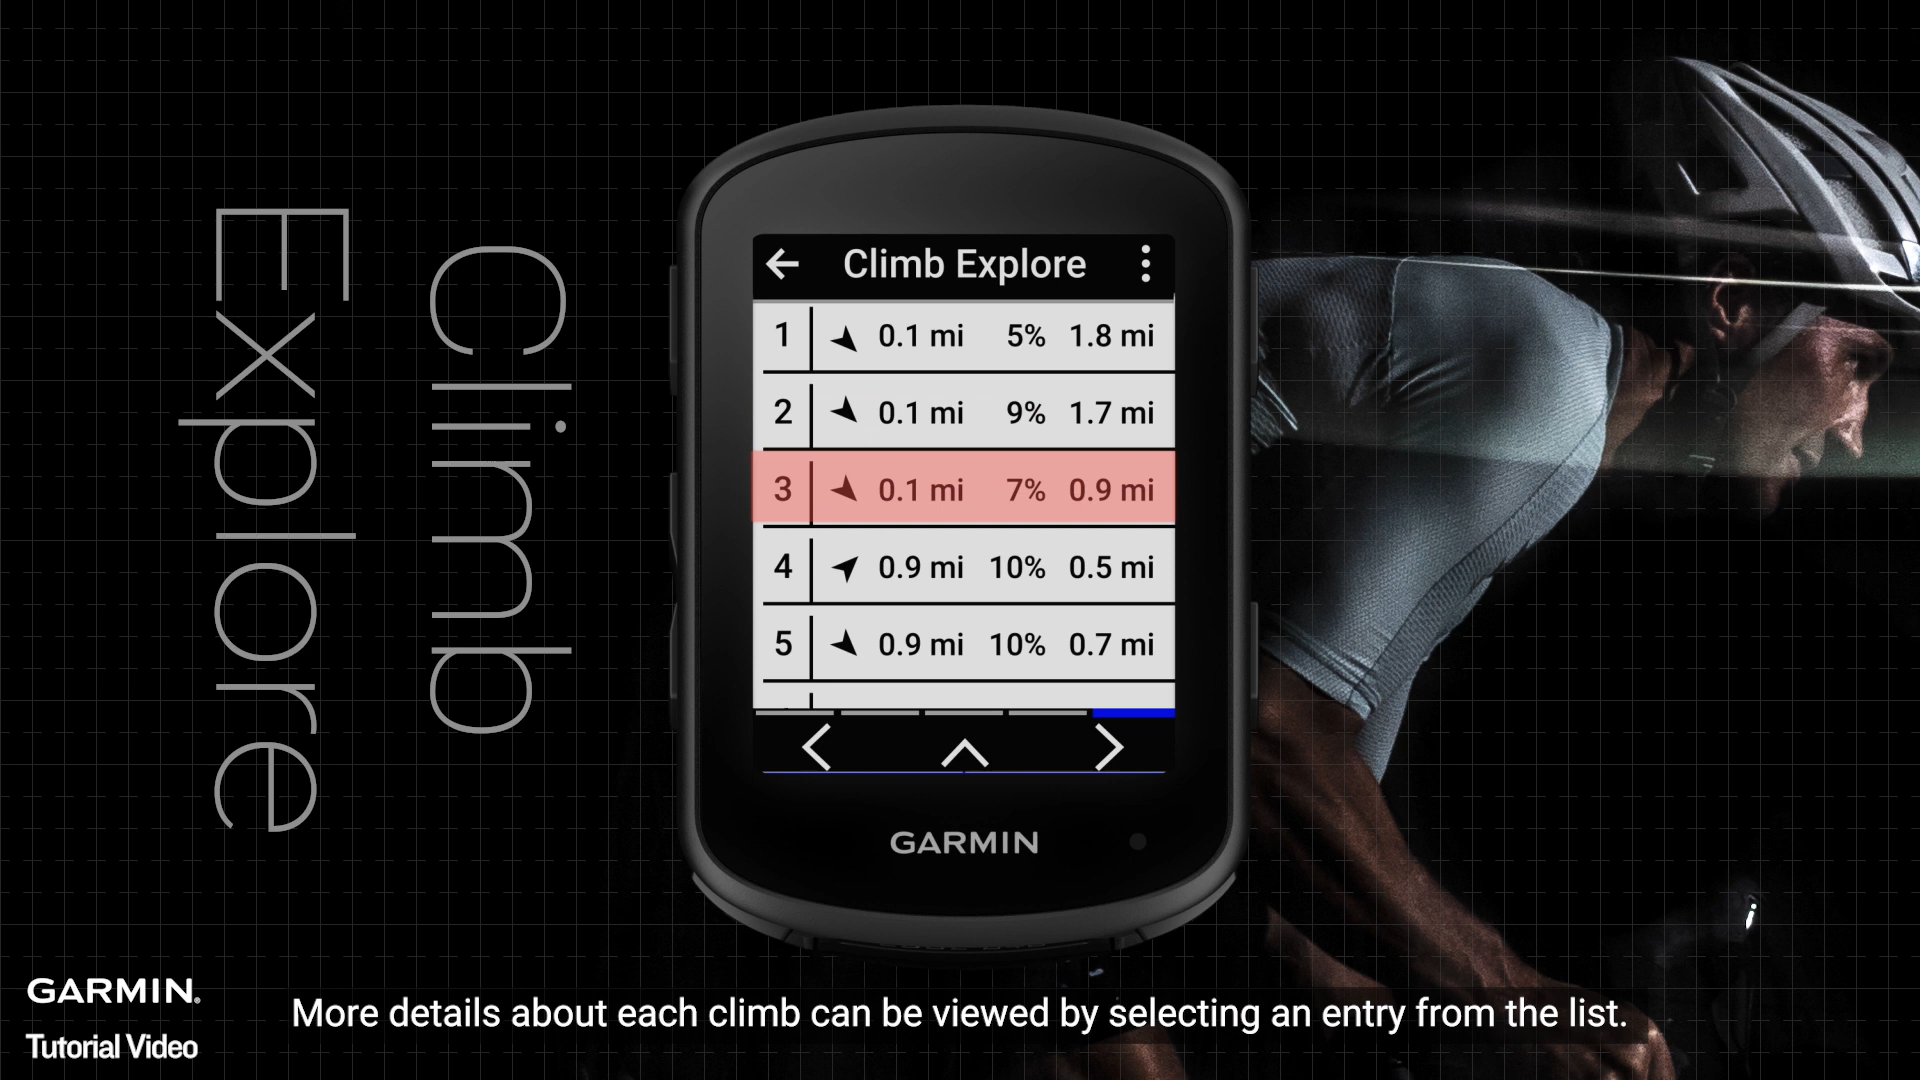 Climb
Explore
Climb Explore
1 0.1 mi 5% 1.8 mi
2 0.1 mi 9% 1.7 mi
3 0.1 mi 7% 0.9 mi
4 0.9 mi 10% 0.5 mi
5 0.9 mi 10% 0.7 mi
GARMIN
GARMIN®
Tutorial Video
More details about each climb can be viewed by selecting an entry from the list.